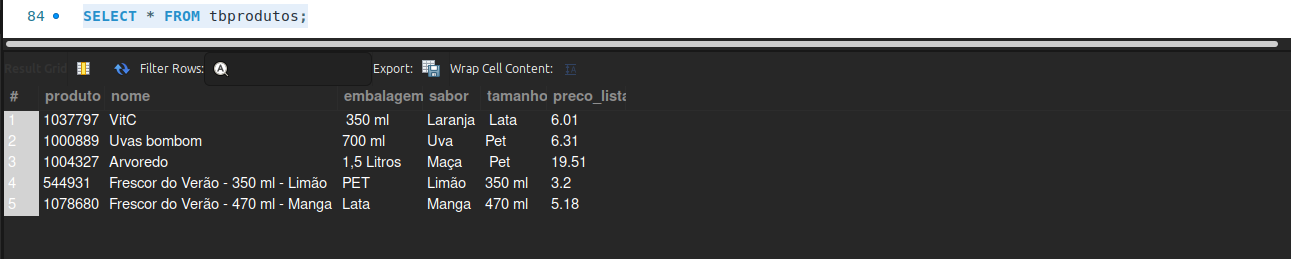 84 SELECT * FROM tbprodutos;
Result Grid Filter Rows: Export: Wrap Cell Content:
# produto nome embalagem sabor tamanho preco_lista
1 1037797 VitC 350 ml Laranja Lata 6.01
2 1000889 Uvas bombom 700 ml Uva Pet 6.31
3 1004327 Arvoredo 1,5 Litros Maça Pet 19.51
4 544931 Frescor do Verão - 350 ml - Limão PET Limão 350 ml 3.2
5 1078680 Frescor do Verão - 470 ml - Manga Lata Manga 470 ml 5.18